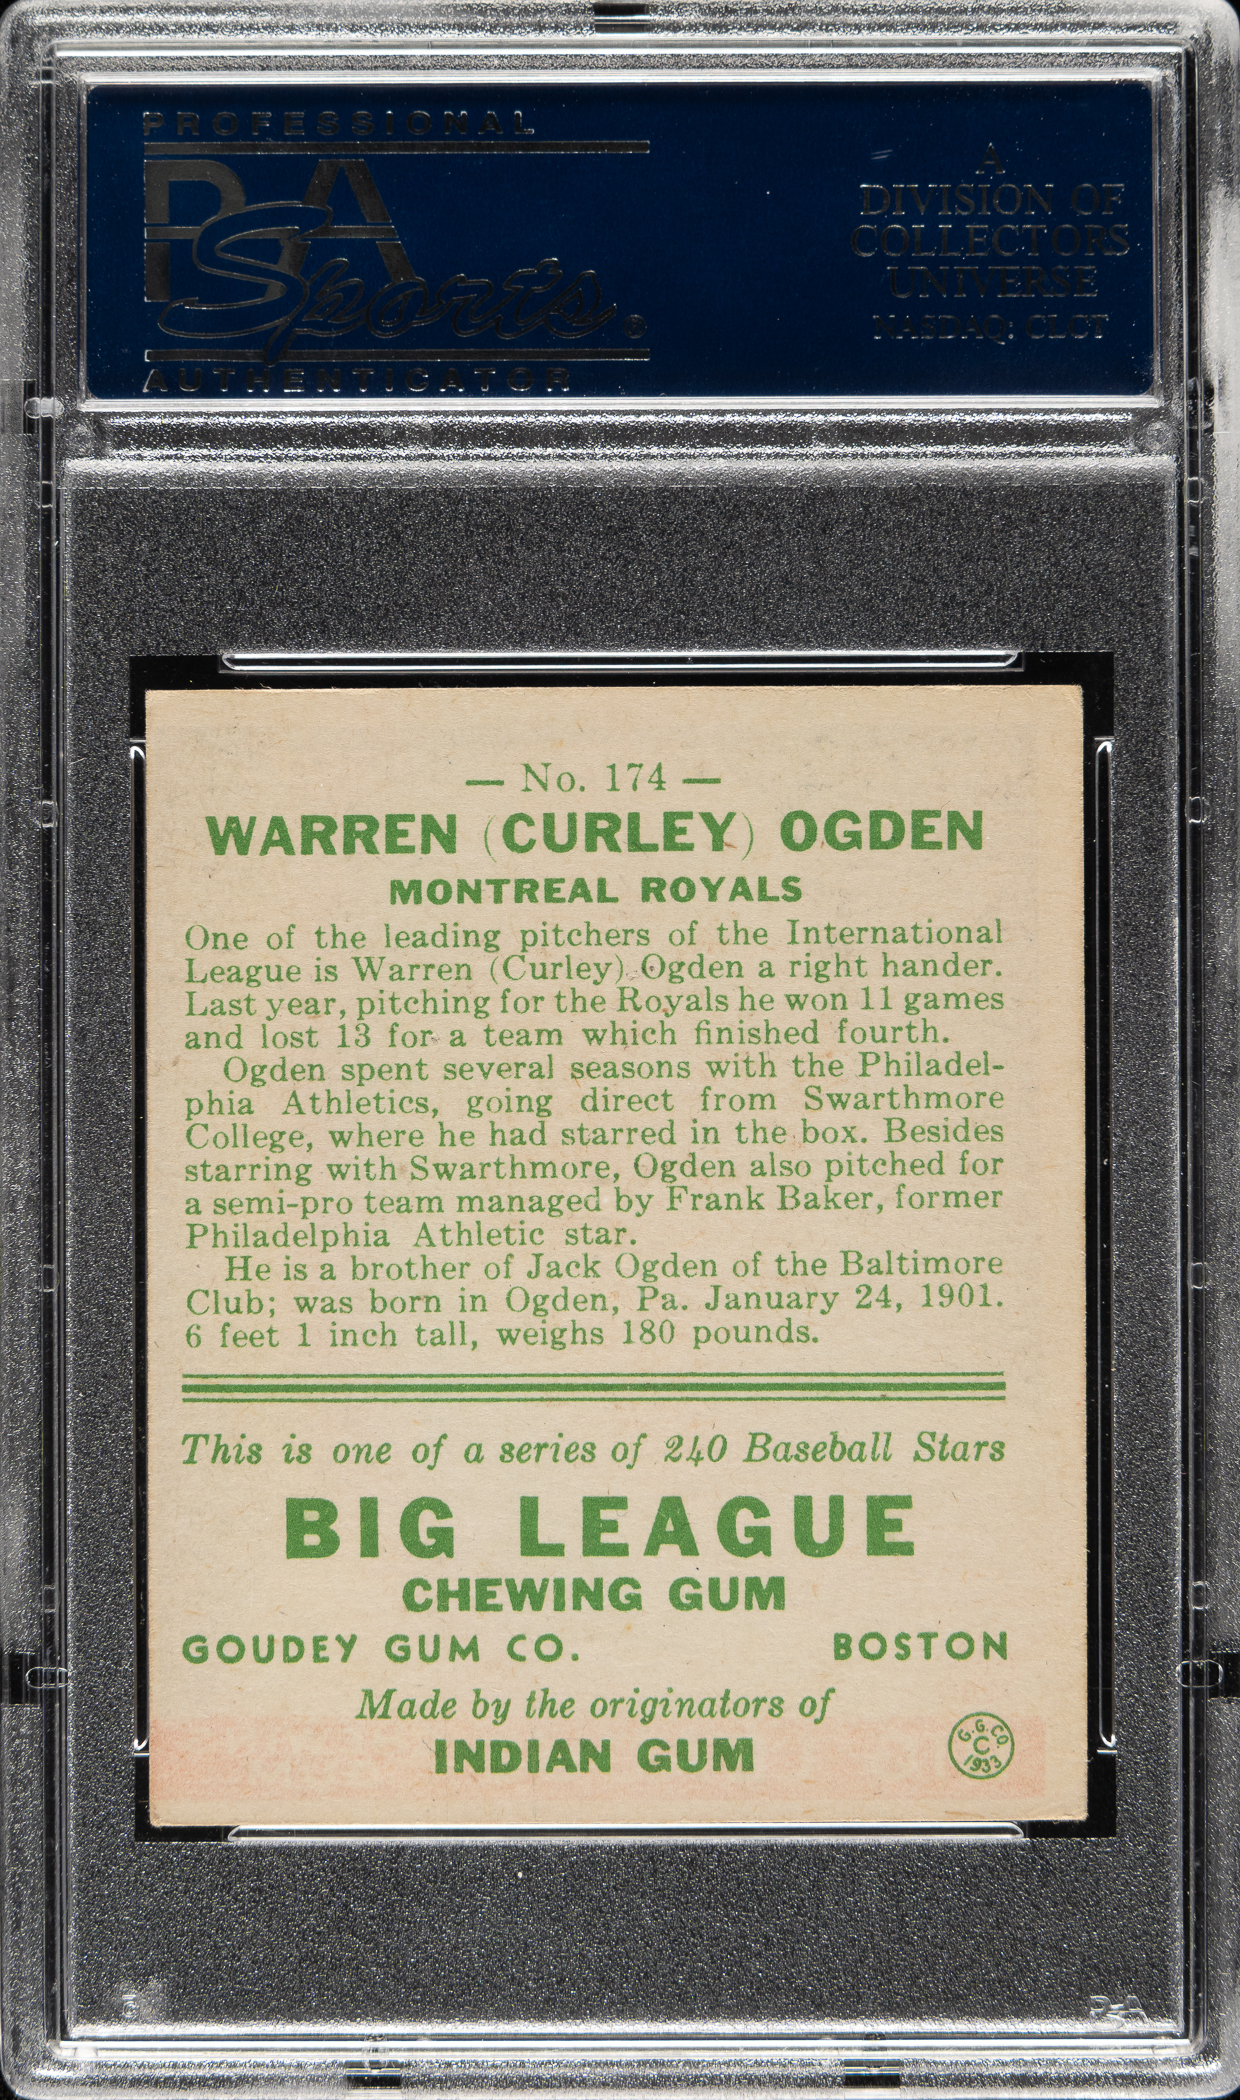 PROFESSIONAL
PSA
Sports®
AUTHENTICATOR
A
DIVISION OF
COLLECTORS
UNIVERSE
NASDAQ: CLCT
— No. 174 —
WARREN (CURLEY) OGDEN
MONTREAL ROYALS
One of the leading pitchers of the International
League is Warren (Curley) Ogden a right hander.
Last year, pitching for the Royals he won 11 games
and lost 13 for a team which finished fourth.
Ogden spent several seasons with the Philadel-
phia Athletics, going direct from Swarthmore
College, where he had starred in the box. Besides
starring with Swarthmore, Ogden also pitched for
a semi-pro team managed by Frank Baker, former
Philadelphia Athletic star.
He is a brother of Jack Ogden of the Baltimore
Club; was born in Ogden, Pa. January 24, 1901.
6 feet 1 inch tall, weighs 180 pounds.
This is one of a series of 240 Baseball Stars
BIG LEAGUE
CHEWING GUM
GOUDEY GUM CO. BOSTON
Made by the originators of
INDIAN GUM
G.G.CO.
C
1933
PSA